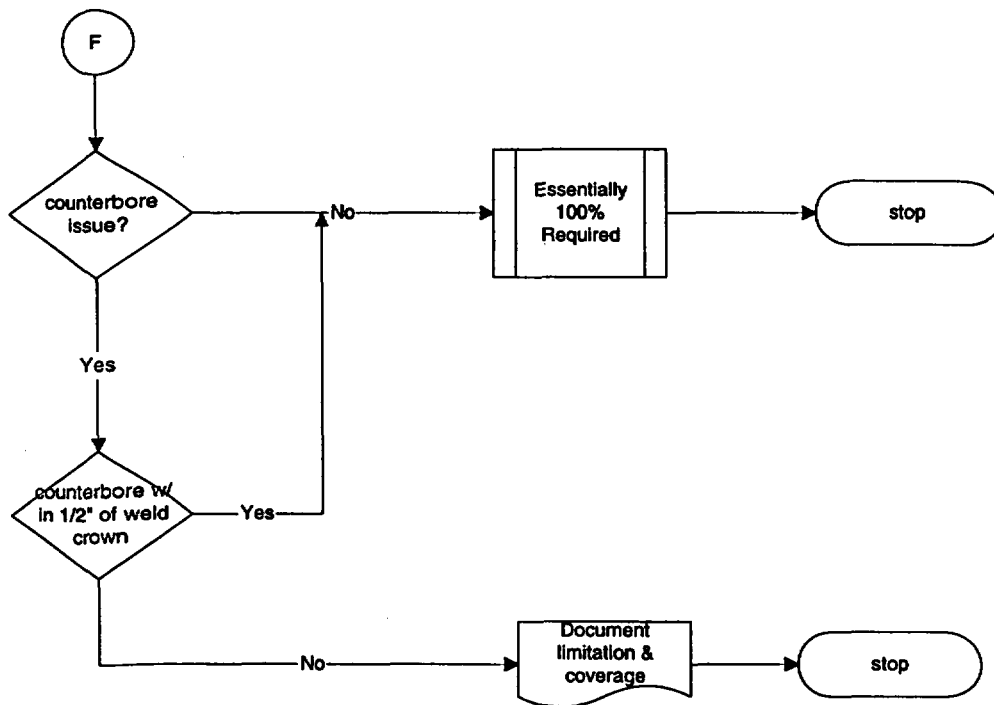 F
counterbore
issue?
No
Essentially
100%
Required
stop
Yes
counterbore w/
in 1/2" of weld
crown
Yes
No
Document
limitation &
coverage
stop